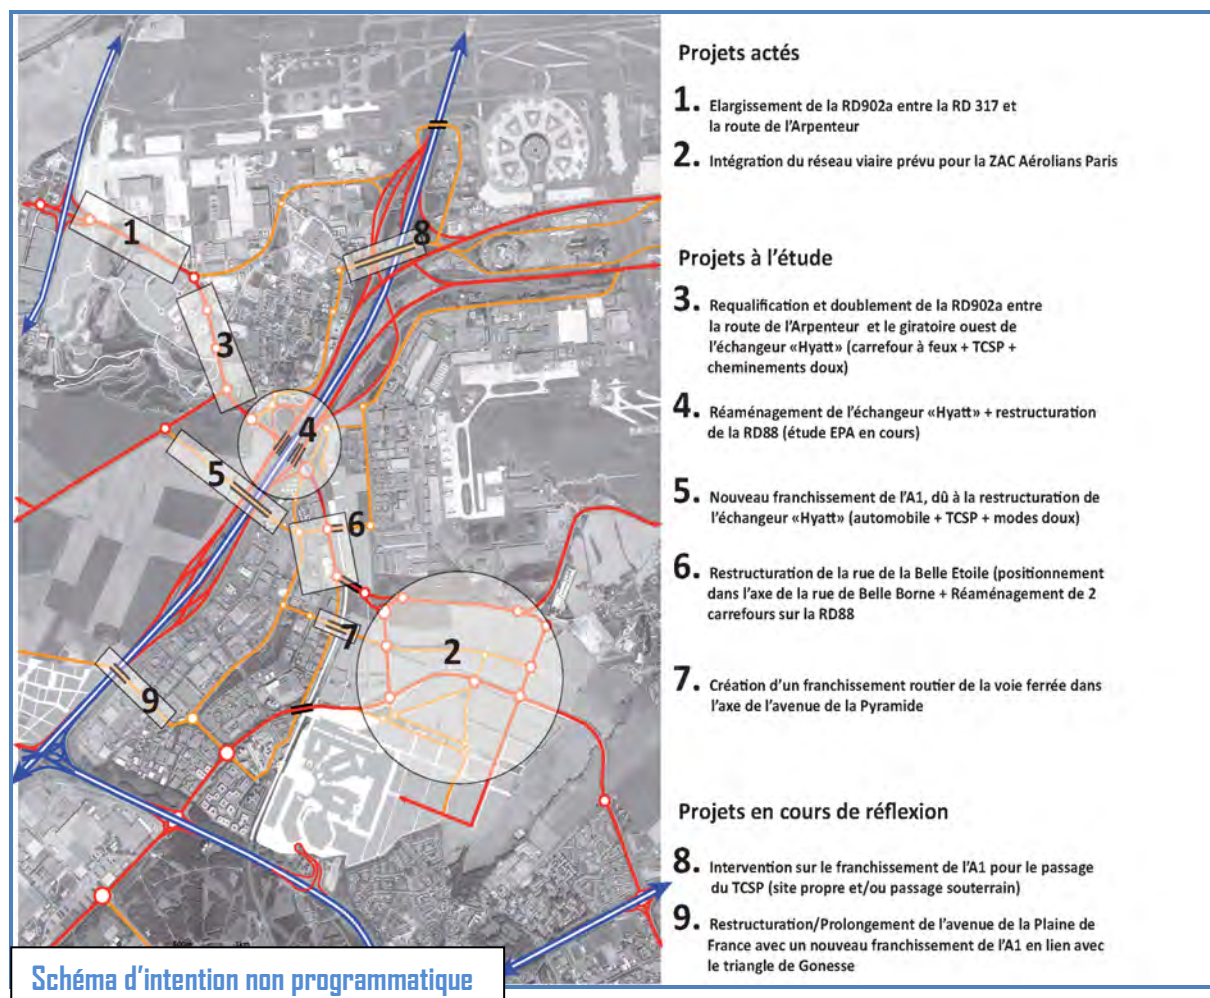 Projets actés
1. Elargissement de la RD902a entre la RD 317 et
la route de l'Arpenteur
2. Intégration du réseau viaire prévu pour la ZAC Aérolians Paris
Projets à l'étude
3. Requalification et doublement de la RD902a entre
la route de l'Arpenteur et le giratoire ouest de
l'échangeur «Hyatt» (carrefour à feux + TCSP +
cheminements doux)
4. Réaménagement de l'échangeur «Hyatt» + restructuration
de la RD88 (étude EPA en cours)
5. Nouveau franchissement de l'A1, dû à la restructuration de
l'échangeur «Hyatt» (automobile + TCSP + modes doux)
6. Restructuration de la rue de la Belle Etoile (positionnement
dans l'axe de la rue de Belle Borne + Réaménagement de 2
carrefours sur la RD88
7. Création d'un franchissement routier de la voie ferrée dans
l'axe de l'avenue de la Pyramide
Projets en cours de réflexion
8. Intervention sur le franchissement de l'A1 pour le passage
du TCSP (site propre et/ou passage souterrain)
9. Restructuration/Prolongement de l'avenue de la Plaine de
France avec un nouveau franchissement de l'A1 en lien avec
le triangle de Gonesse
1
8
3
4
5
6
7
2
9
Schéma d'intention non programmatique